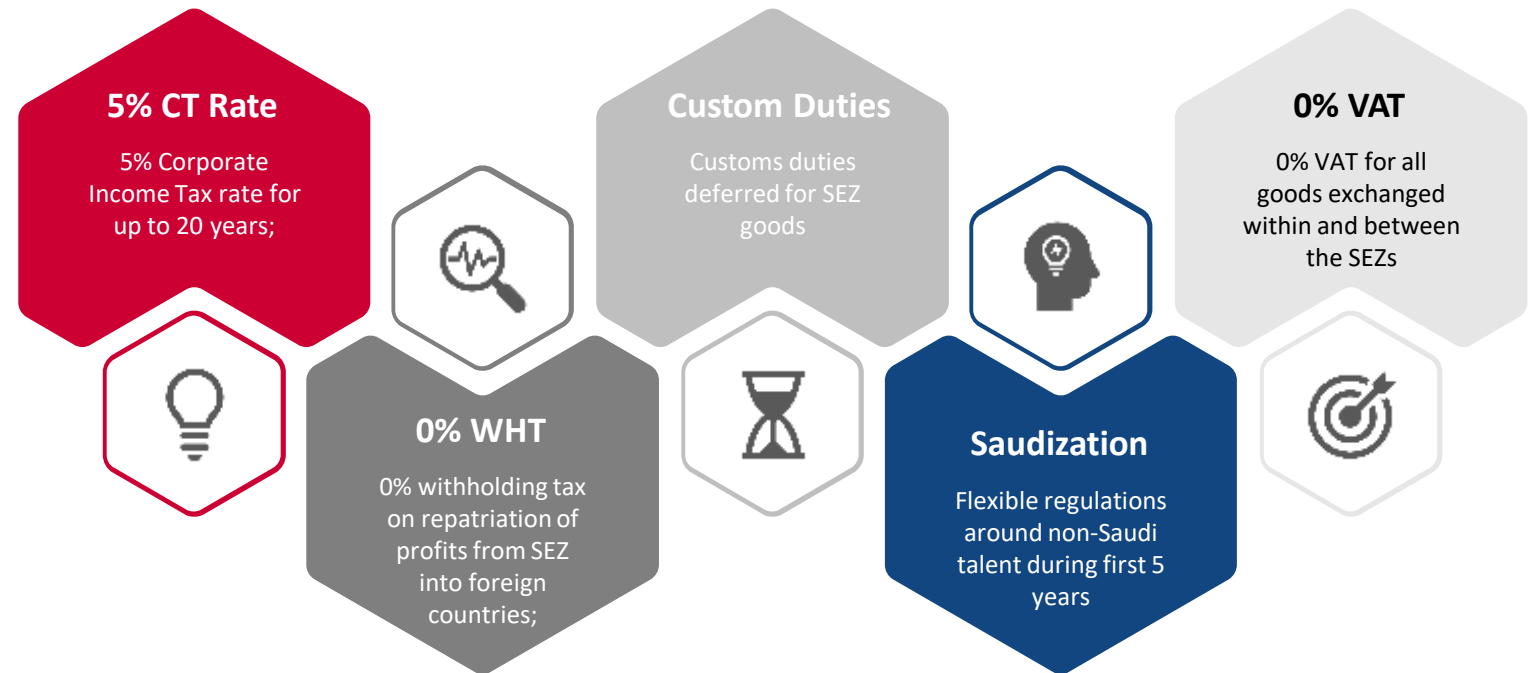 5% CT Rate
5% Corporate
Income Tax rate for
up to 20 years;
0% WHT
0% withholding tax
on repatriation of
profits from SEZ
into foreign
countries;
Custom Duties
Customs duties
deferred for SEZ
goods
Saudization
Flexible regulations
around non-Saudi
talent during first 5
years
0% VAT
0% VAT for all
goods exchanged
within and between
the SEZs